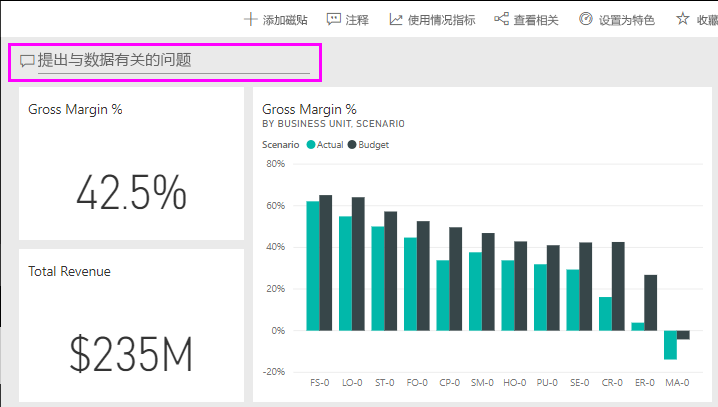 添加磁贴 注释 使用情况指标 查看相关 设置为特色 收藏
提出与数据有关的问题
Gross Margin %
42.5%
Total Revenue
$235M
Gross Margin %
BY BUSINESS UNIT, SCENARIO
Scenario Actual Budget
80%
60%
40%
20%
0%
-20%
FS-0 LO-0 ST-0 FO-0 CP-0 SM-0 HO-0 PU-0 SE-0 CR-0 ER-0 MA-0